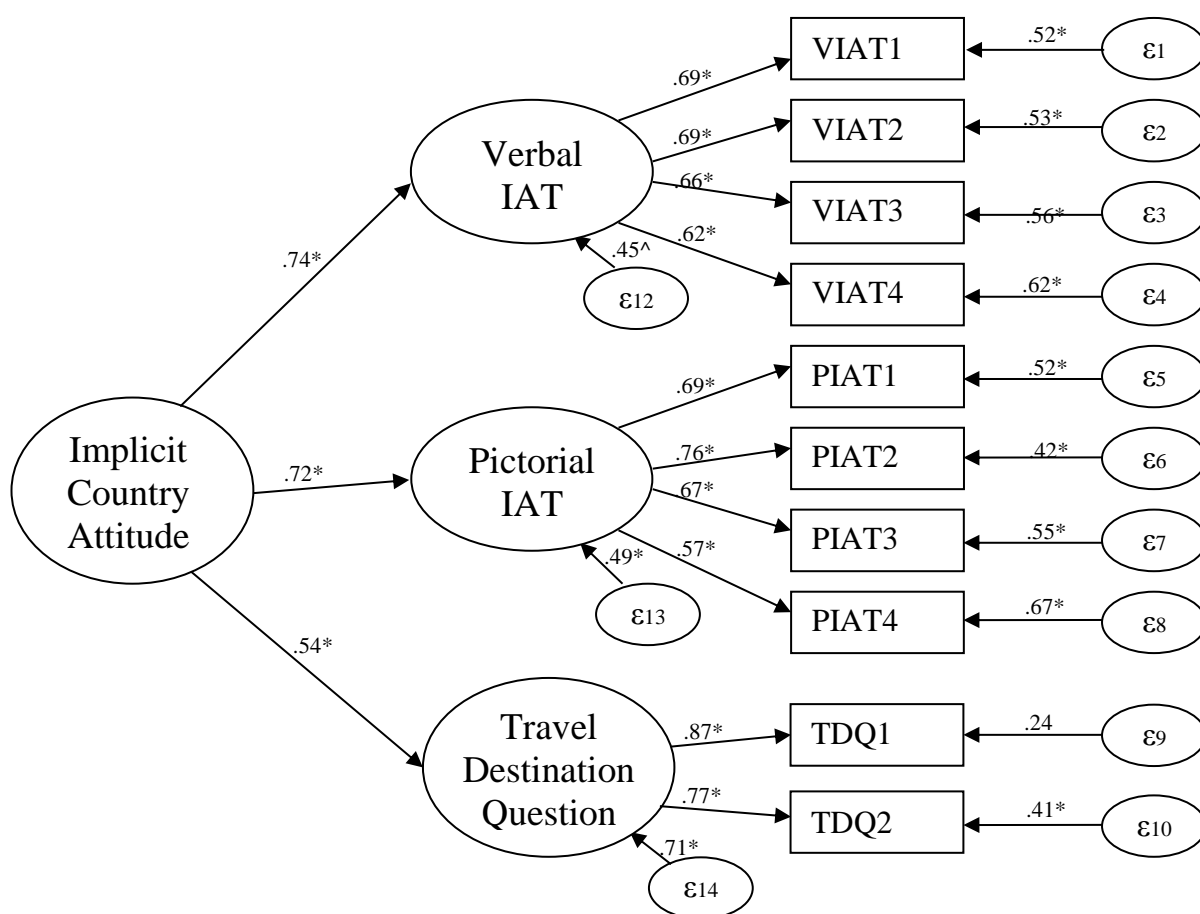 VIAT1
.52*
ε1
.69*
VIAT2
.53*
ε2
Verbal
IAT
.69*
.66*
VIAT3
.56*
ε3
.62*
VIAT4
.62*
ε4
.45^
ε12
.74*
PIAT1
.52*
ε5
.69*
Implicit
Country
Attitude
.72*
Pictorial
IAT
.76*
PIAT2
.42*
ε6
.67*
PIAT3
.55*
ε7
.57*
PIAT4
.67*
ε8
.49*
ε13
.54*
Travel
Destination
Question
.87*
TDQ1
.24
ε9
.77*
TDQ2
.41*
ε10
.71*
ε14